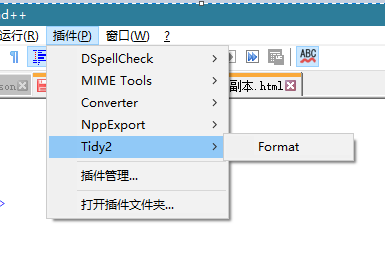 d++
运行(R) 插件(P) 窗口(W) ?
DSpellCheck
ABC
MIME Tools
son 副本.html
Converter
NppExport
Tidy2
Format
插件管理...
打开插件文件夹...